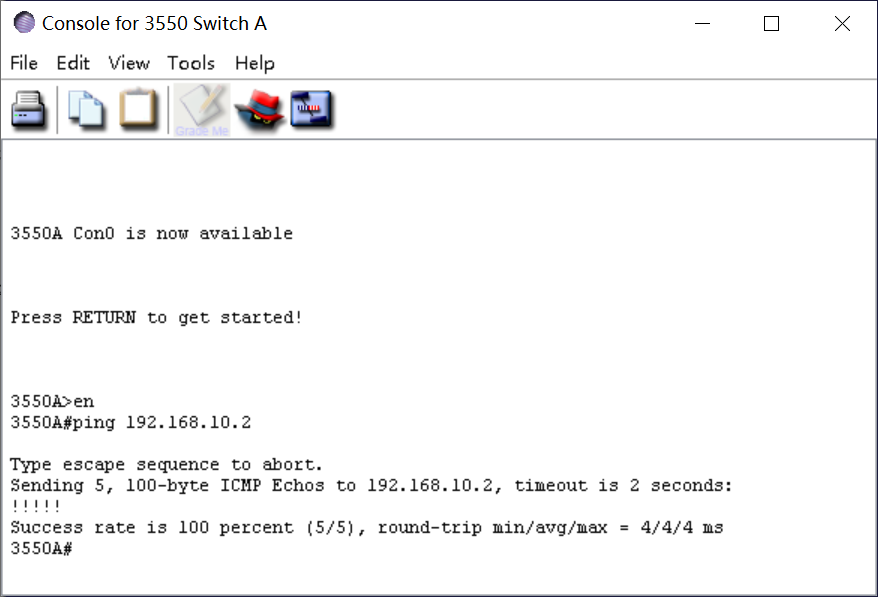 Console for 3550 Switch A
File Edit View Tools Help
Grade Me
3550A Con0 is now available
Press RETURN to get started!
3550A>en
3550A#ping 192.168.10.2
Type escape sequence to abort.
Sending 5, 100-byte ICMP Echos to 192.168.10.2, timeout is 2 seconds:
!!!!!
Success rate is 100 percent (5/5), round-trip min/avg/max = 4/4/4 ms
3550A#